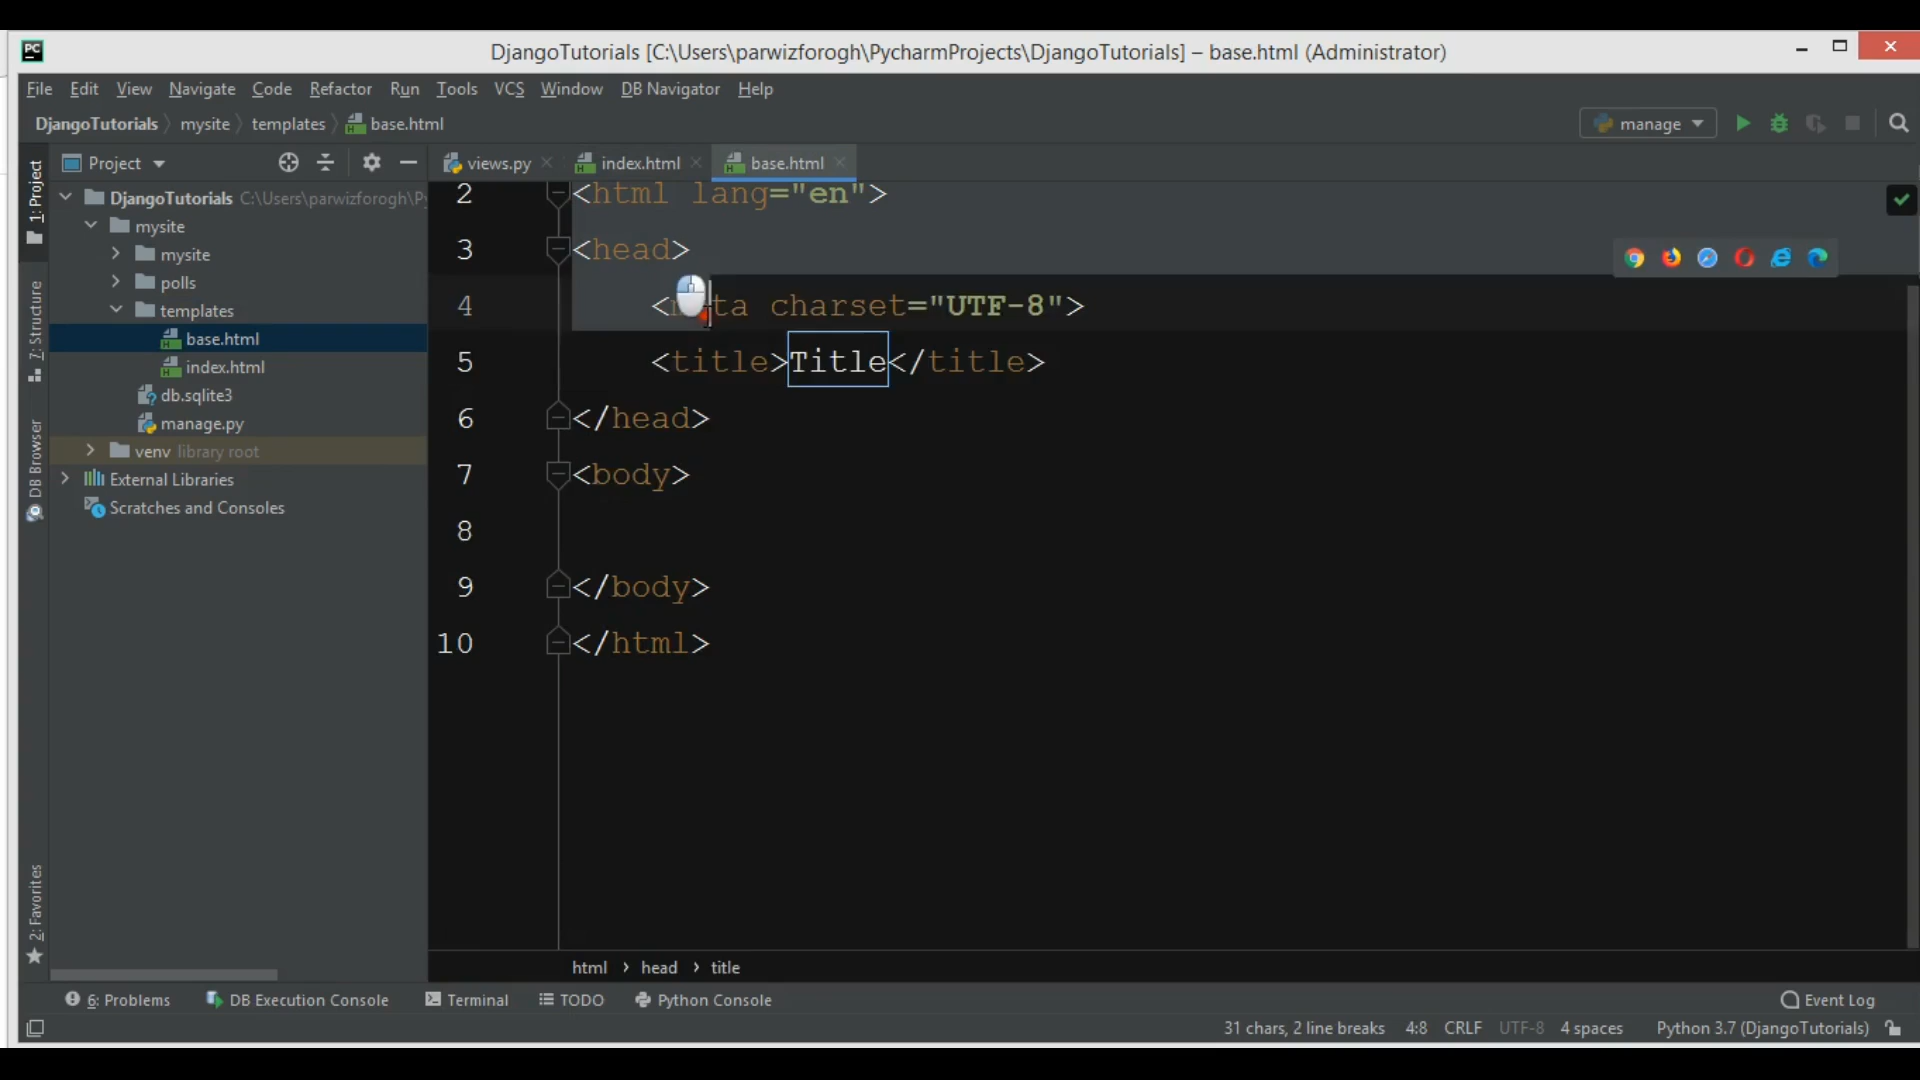 PC
DjangoTutorials [C:\Users\parwizforogh\PycharmProjects\DjangoTutorials] – base.html (Administrator)
File Edit View Navigate Code Refactor Run Tools VCS Window DB Navigator Help
DjangoTutorials mysite templates base.html
manage
Project
views.py
index.html
base.html
1: Project
7: Structure
DB Browser
2: Favorites
DjangoTutorials C:\Users\parwizforogh\Py
mysite
mysite
polls
templates
base.html
index.html
db.sqlite3
manage.py
venv library root
External Libraries
Scratches and Consoles
2 <html lang="en">
3 <head>
4 <meta charset="UTF-8">
5 <title>Title</title>
6 </head>
7 <body>
8
9 </body>
10 </html>
html › head › title
6: Problems DB Execution Console Terminal TODO Python Console Event Log
31 chars, 2 line breaks 4:8 CRLF UTF-8 4 spaces Python 3.7 (DjangoTutorials)